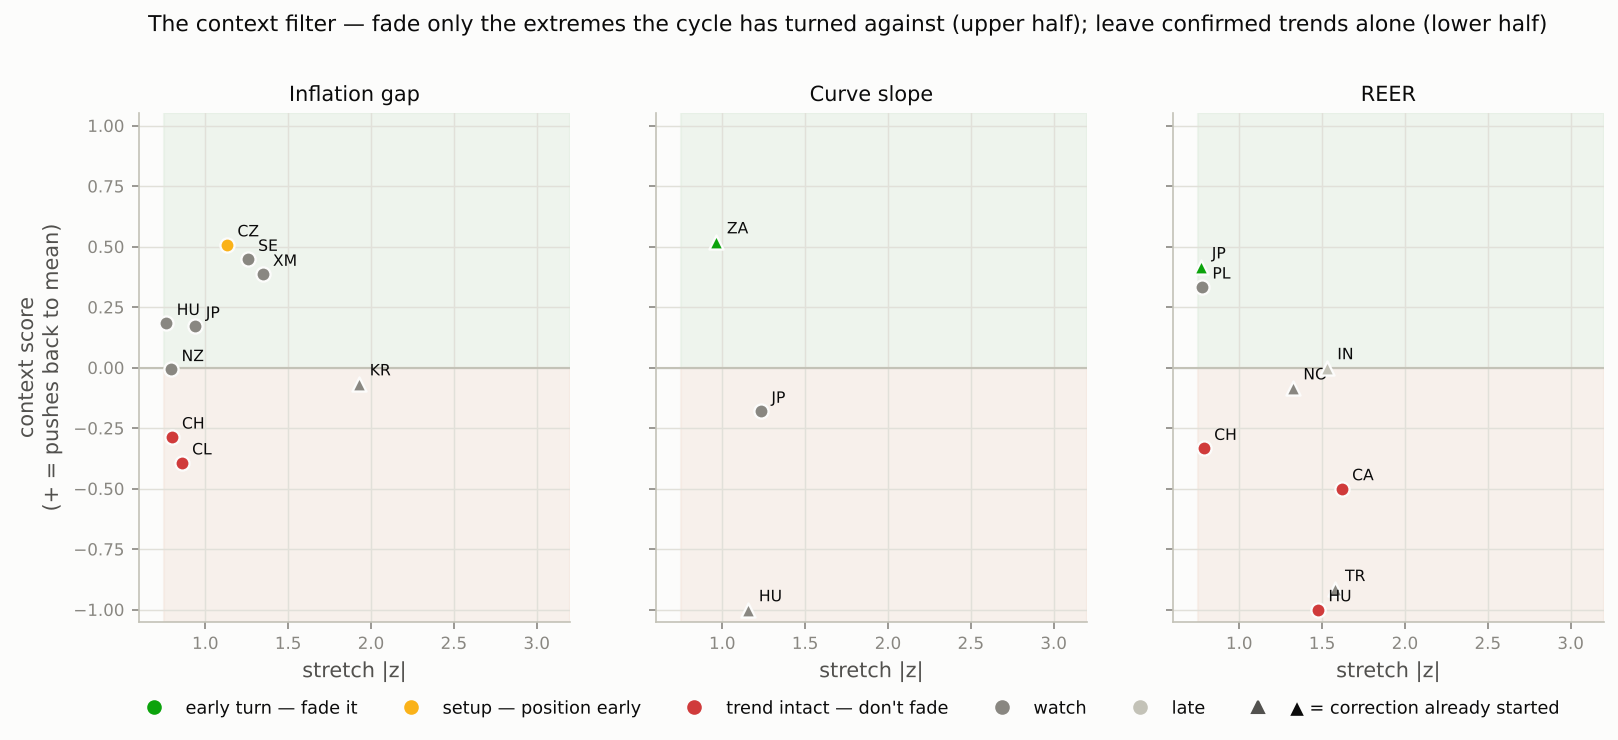 The context filter — fade only the extremes the cycle has turned against (upper half); leave confirmed trends alone (lower half)
Inflation gap
Curve slope
REER
context score
(+ = pushes back to mean)
1.00
0.75
0.50
0.25
0.00
−0.25
−0.50
−0.75
−1.00
CZ
SE
XM
HU
JP
NZ
KR
CH
CL
1.0
1.5
2.0
2.5
3.0
stretch |z|
ZA
JP
HU
1.0
1.5
2.0
2.5
3.0
stretch |z|
JP
PL
IN
NO
CH
CA
TR
HU
1.0
1.5
2.0
2.5
3.0
stretch |z|
early turn — fade it
setup — position early
trend intact — don't fade
watch
late
▲ = correction already started